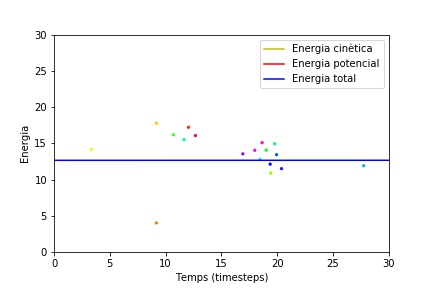 30
25
20
15
10
5
0
Energia
Energia cinètica
Energia potencial
Energia total
0 5 10 15 20 25 30
Temps (timesteps)